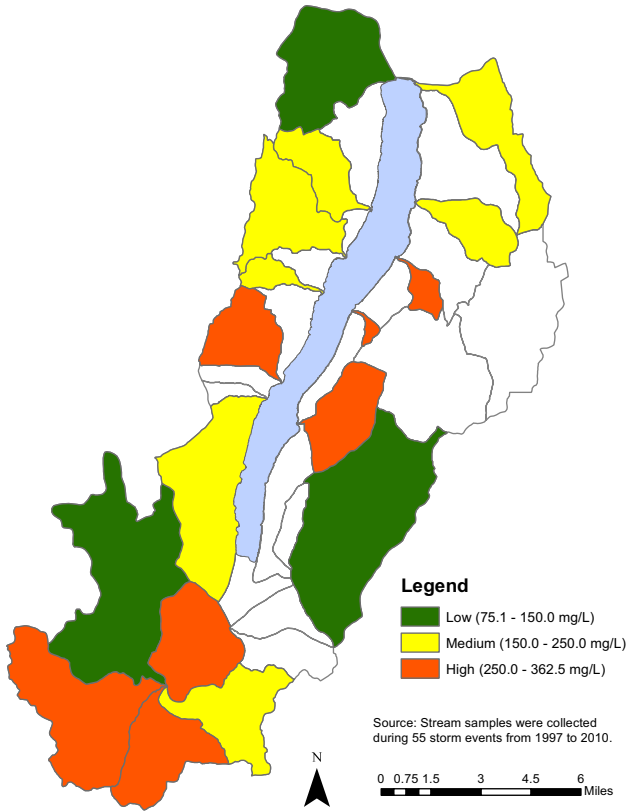 Legend
Low (75.1 - 150.0 mg/L)
Medium (150.0 - 250.0 mg/L)
High (250.0 - 362.5 mg/L)
Source: Stream samples were collected
during 55 storm events from 1997 to 2010.
N
0 0.75 1.5 3 4.5 6
Miles